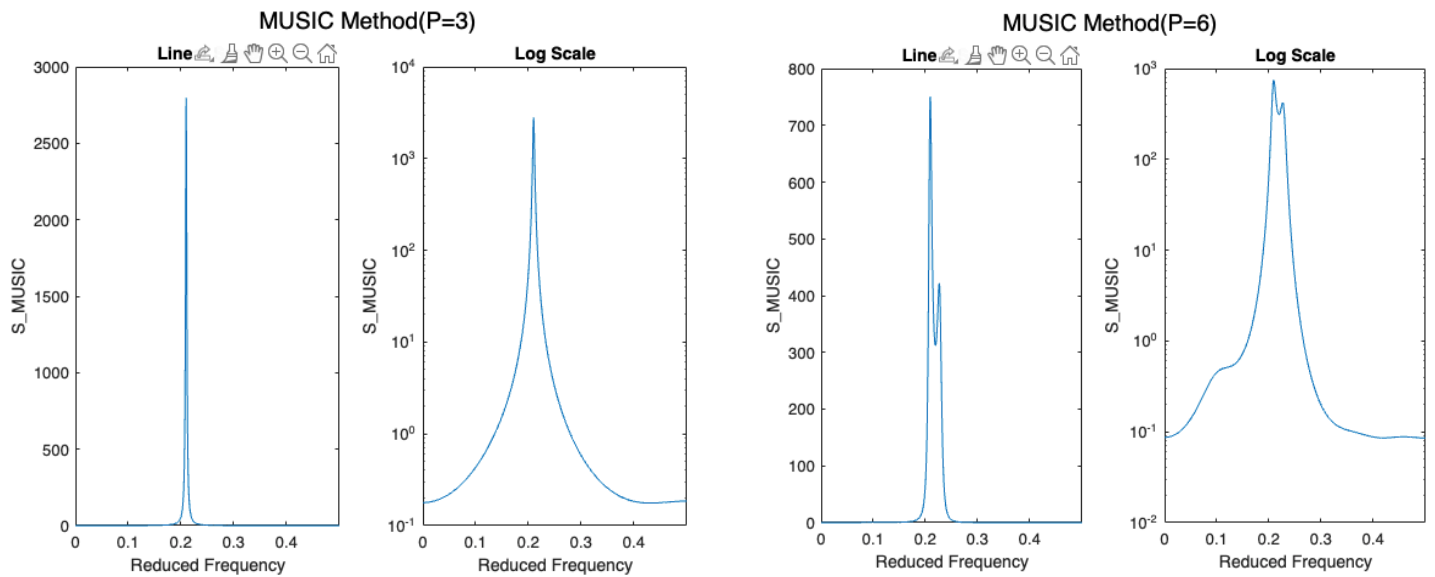 MUSIC Method(P=3)
Line
Log Scale
3000
2500
2000
1500
1000
500
0
S_MUSIC
0 0.1 0.2 0.3 0.4
Reduced Frequency
10^4
10^3
10^2
10^1
10^0
10^-1
S_MUSIC
0 0.1 0.2 0.3 0.4
Reduced Frequency
MUSIC Method(P=6)
Line
Log Scale
800
700
600
500
400
300
200
100
0
S_MUSIC
0 0.1 0.2 0.3 0.4
Reduced Frequency
10^3
10^2
10^1
10^0
10^-1
10^-2
S_MUSIC
0 0.1 0.2 0.3 0.4
Reduced Frequency